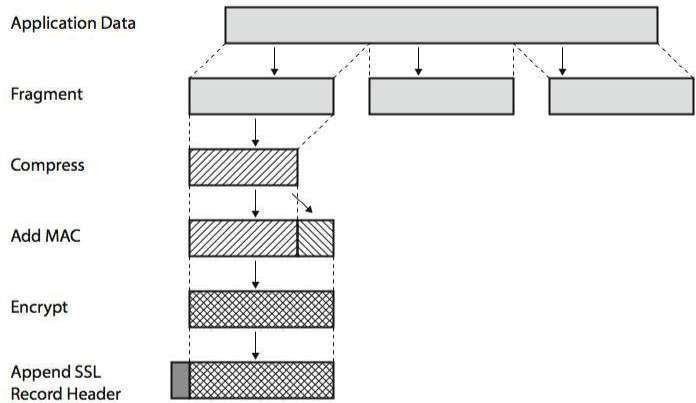 Application Data
Fragment
Compress
Add MAC
Encrypt
Append SSL
Record Header